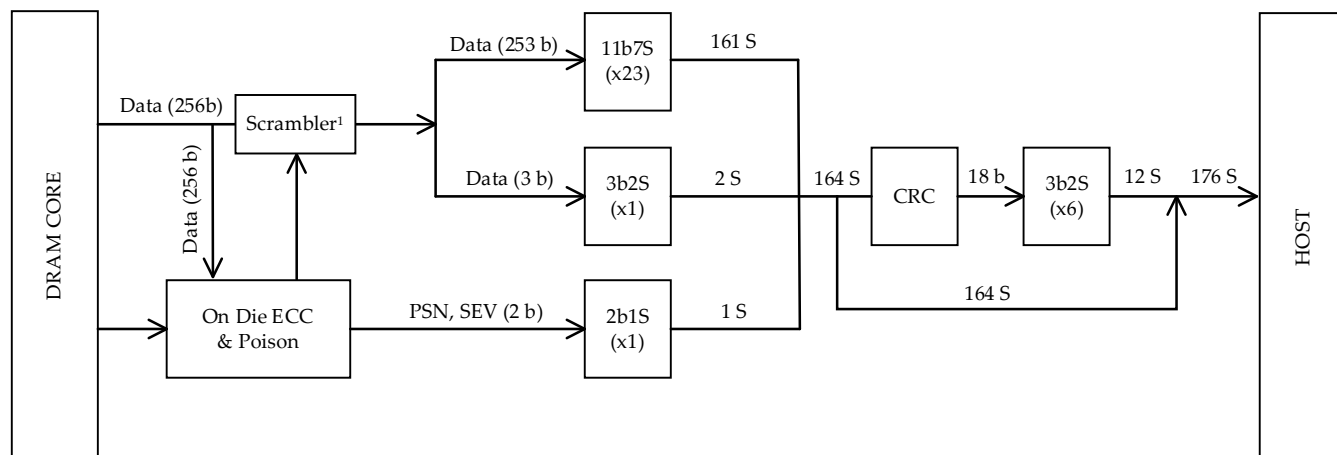 DRAM CORE
Data (256b)
Data (256 b)
Scrambler¹
On Die ECC
& Poison
Data (253 b)
Data (3 b)
PSN, SEV (2 b)
11b7S
(x23)
3b2S
(x1)
2b1S
(x1)
161 S
2 S
1 S
164 S
CRC
18 b
3b2S
(x6)
12 S
176 S
164 S
HOST